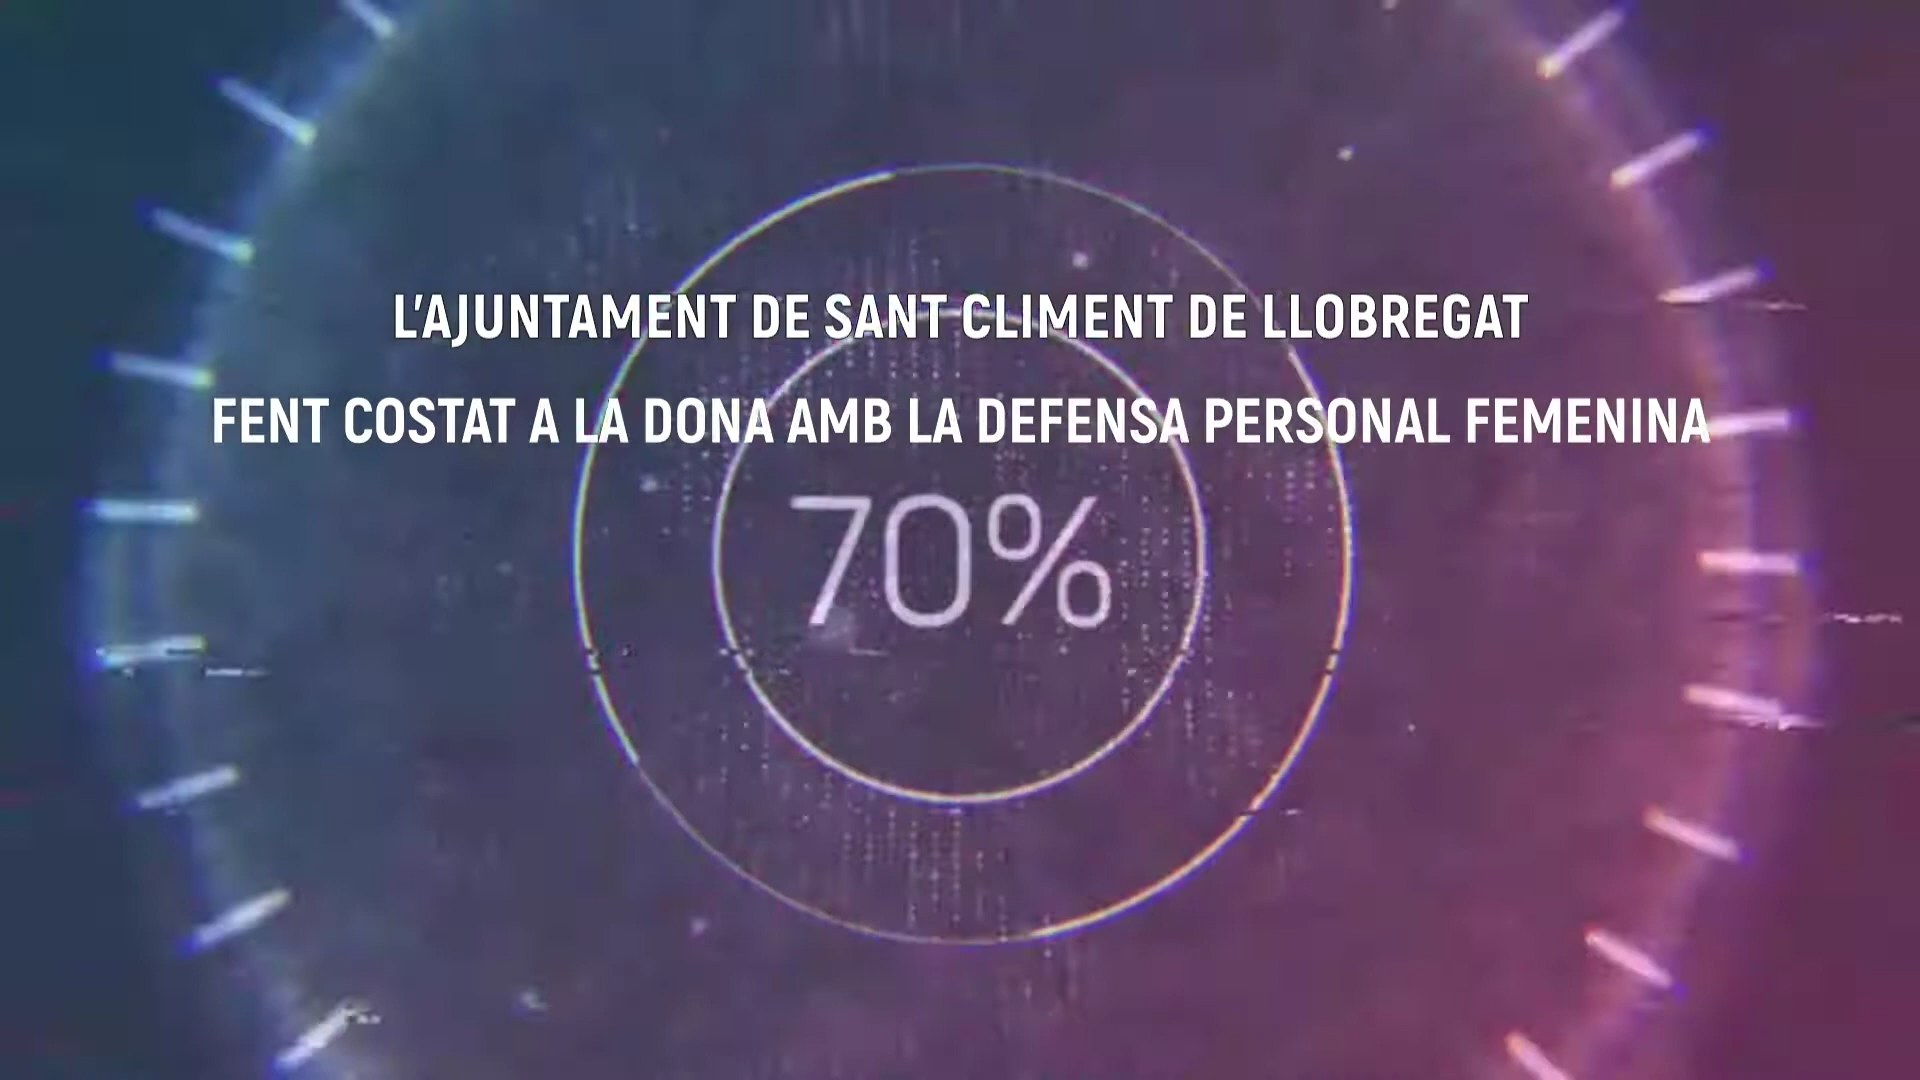 L'AJUNTAMENT DE SANT CLIMENT DE LLOBREGAT
FENT COSTAT A LA DONA AMB LA DEFENSA PERSONAL FEMENINA
70%